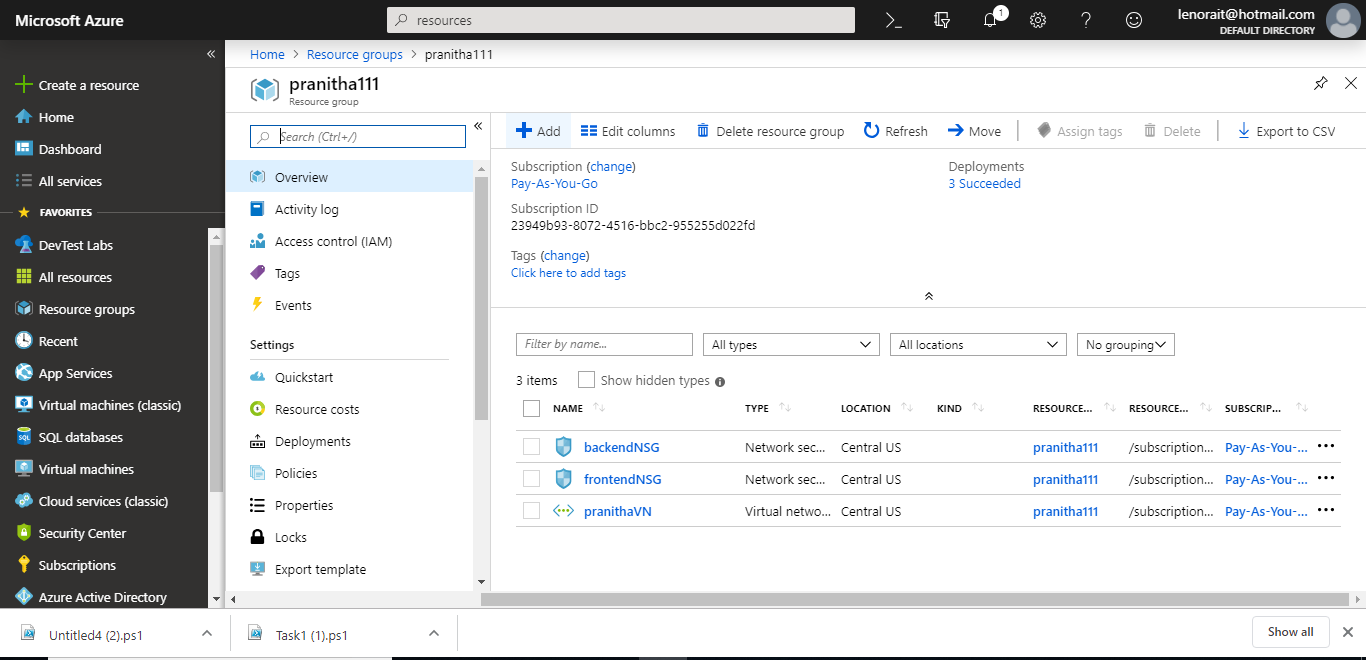 Microsoft Azure
resources
1
lenorait@hotmail.com
DEFAULT DIRECTORY
Create a resource
Home
Dashboard
All services
FAVORITES
DevTest Labs
All resources
Resource groups
Recent
App Services
Virtual machines (classic)
SQL databases
Virtual machines
Cloud services (classic)
Security Center
Subscriptions
Azure Active Directory
Home > Resource groups > pranitha111
pranitha111
Resource group
Search (Ctrl+/)
Overview
Activity log
Access control (IAM)
Tags
Events
Settings
Quickstart
Resource costs
Deployments
Policies
Properties
Locks
Export template
Add Edit columns Delete resource group Refresh Move Assign tags Delete Export to CSV
Subscription (change)
Pay-As-You-Go
Subscription ID
23949b93-8072-4516-bbc2-955255d022fd
Tags (change)
Click here to add tags
Deployments
3 Succeeded
Filter by name... All types All locations No grouping
3 items Show hidden types
NAME TYPE LOCATION KIND RESOURCE... RESOURCE... SUBSCRIP...
backendNSG Network sec... Central US pranitha111 /subscription... Pay-As-You-... •••
frontendNSG Network sec... Central US pranitha111 /subscription... Pay-As-You-... •••
pranithaVN Virtual netwo... Central US pranitha111 /subscription... Pay-As-You-... •••
Untitled4 (2).ps1 Task1 (1).ps1 Show all